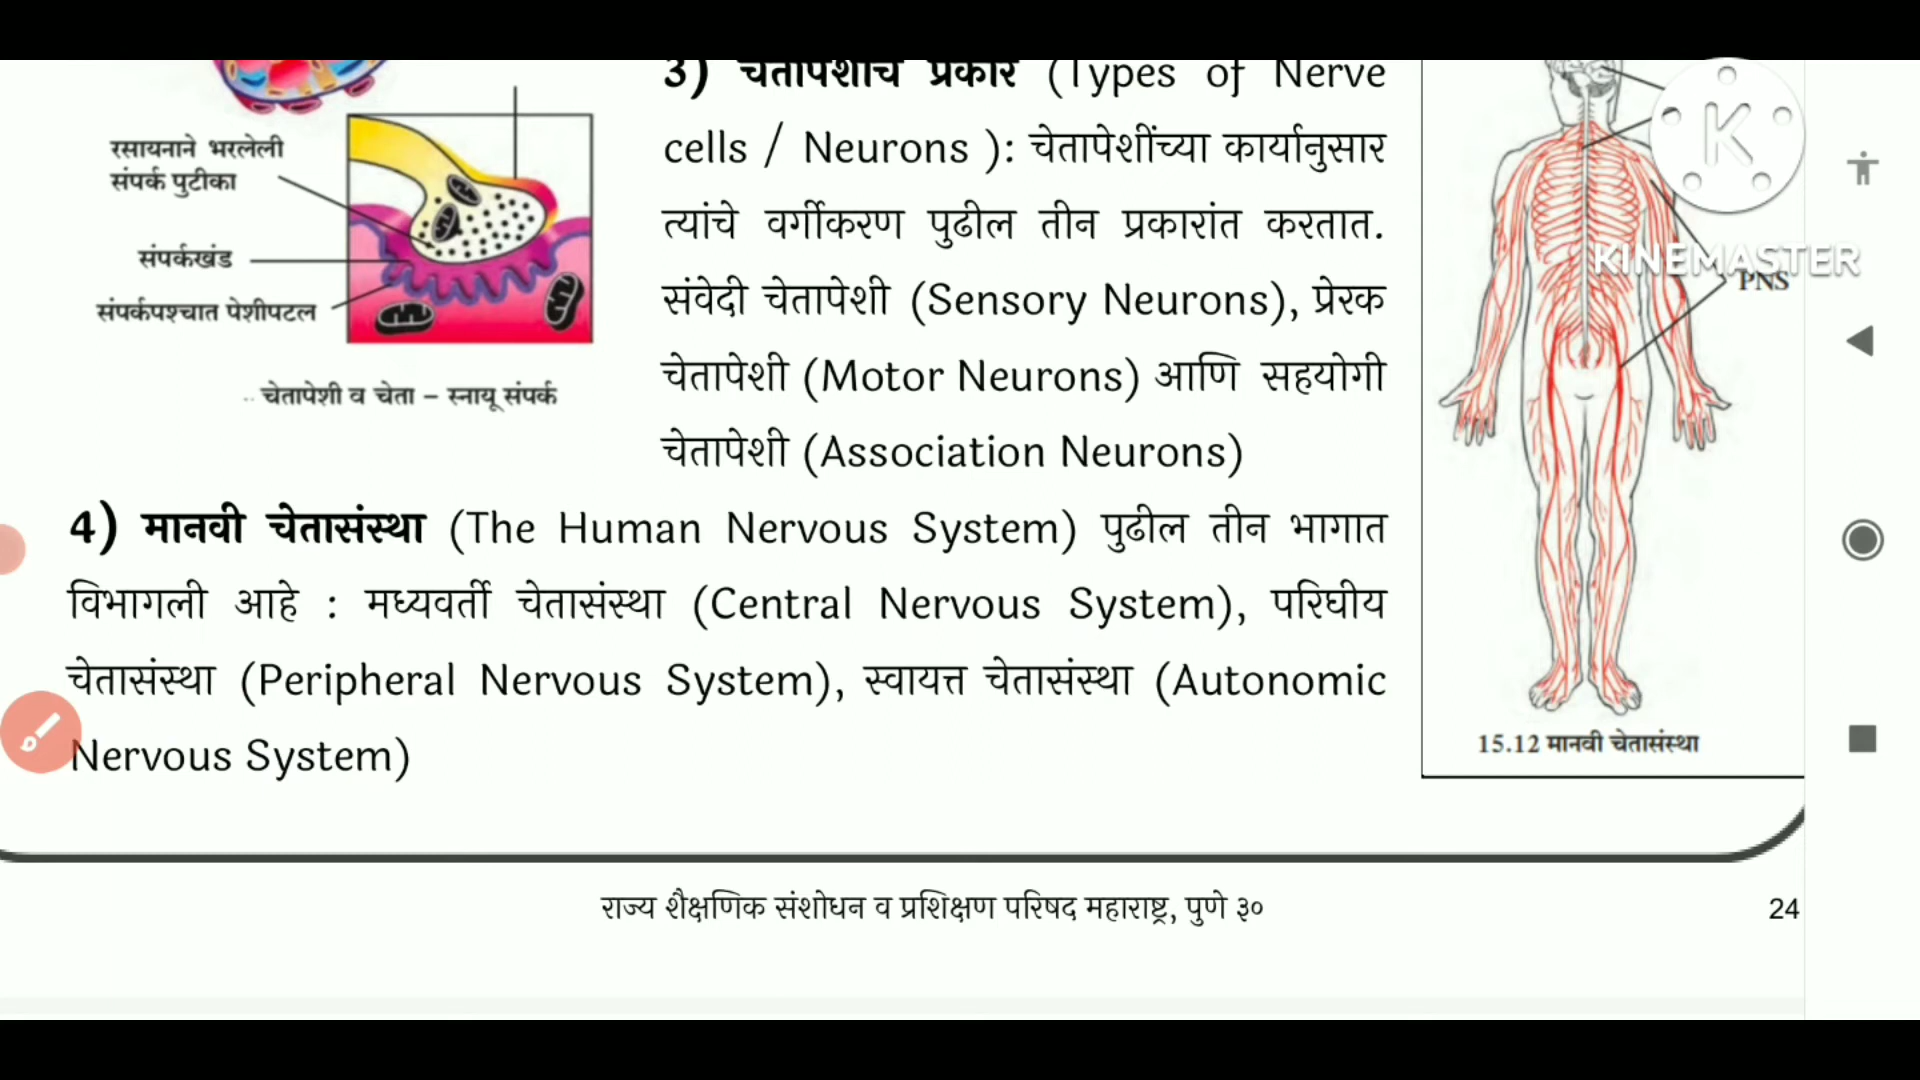 3) चेतापेशींचे प्रकार (Types of Nerve
cells / Neurons ): चेतापेशींच्या कार्यानुसार
त्यांचे वर्गीकरण पुढील तीन प्रकारांत करतात.
संवेदी चेतापेशी (Sensory Neurons), प्रेरक
चेतापेशी (Motor Neurons) आणि सहयोगी
चेतापेशी (Association Neurons)
रसायनाने भरलेली
संपर्क पुटीका
संपर्कखंड
संपर्कपश्चात पेशीपटल
चेतापेशी व चेता – स्नायू संपर्क
4) मानवी चेतासंस्था (The Human Nervous System) पुढील तीन भागात
विभागली आहे : मध्यवर्ती चेतासंस्था (Central Nervous System), परिघीय
चेतासंस्था (Peripheral Nervous System), स्वायत्त चेतासंस्था (Autonomic
Nervous System)
K
KINEMASTER
PNS
15.12 मानवी चेतासंस्था
राज्य शैक्षणिक संशोधन व प्रशिक्षण परिषद महाराष्ट्र, पुणे ३०
24